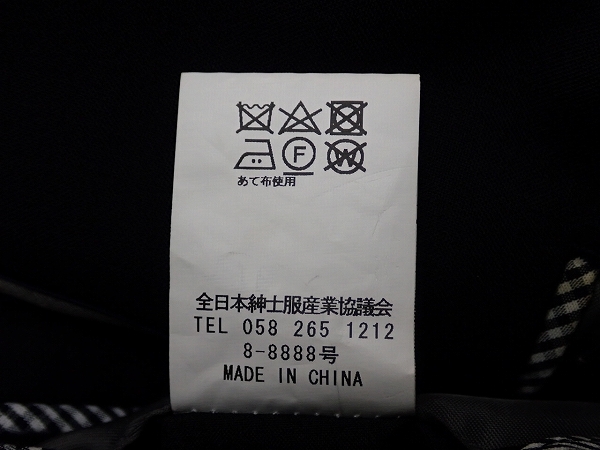 F W
あて布使用
全日本紳士服産業協議会
TEL 058 265 1212
8-8888号
MADE IN CHINA